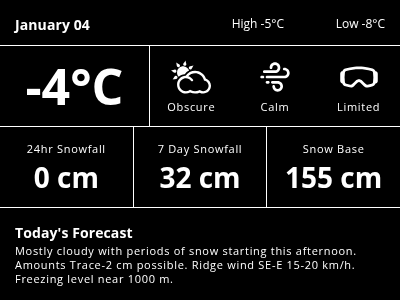 January 04 High -5°C Low -8°C
-4°C
Obscure Calm Limited
24hr Snowfall 7 Day Snowfall Snow Base
0 cm 32 cm 155 cm
Today's Forecast
Mostly cloudy with periods of snow starting this afternoon.
Amounts Trace-2 cm possible. Ridge wind SE-E 15-20 km/h.
Freezing level near 1000 m.